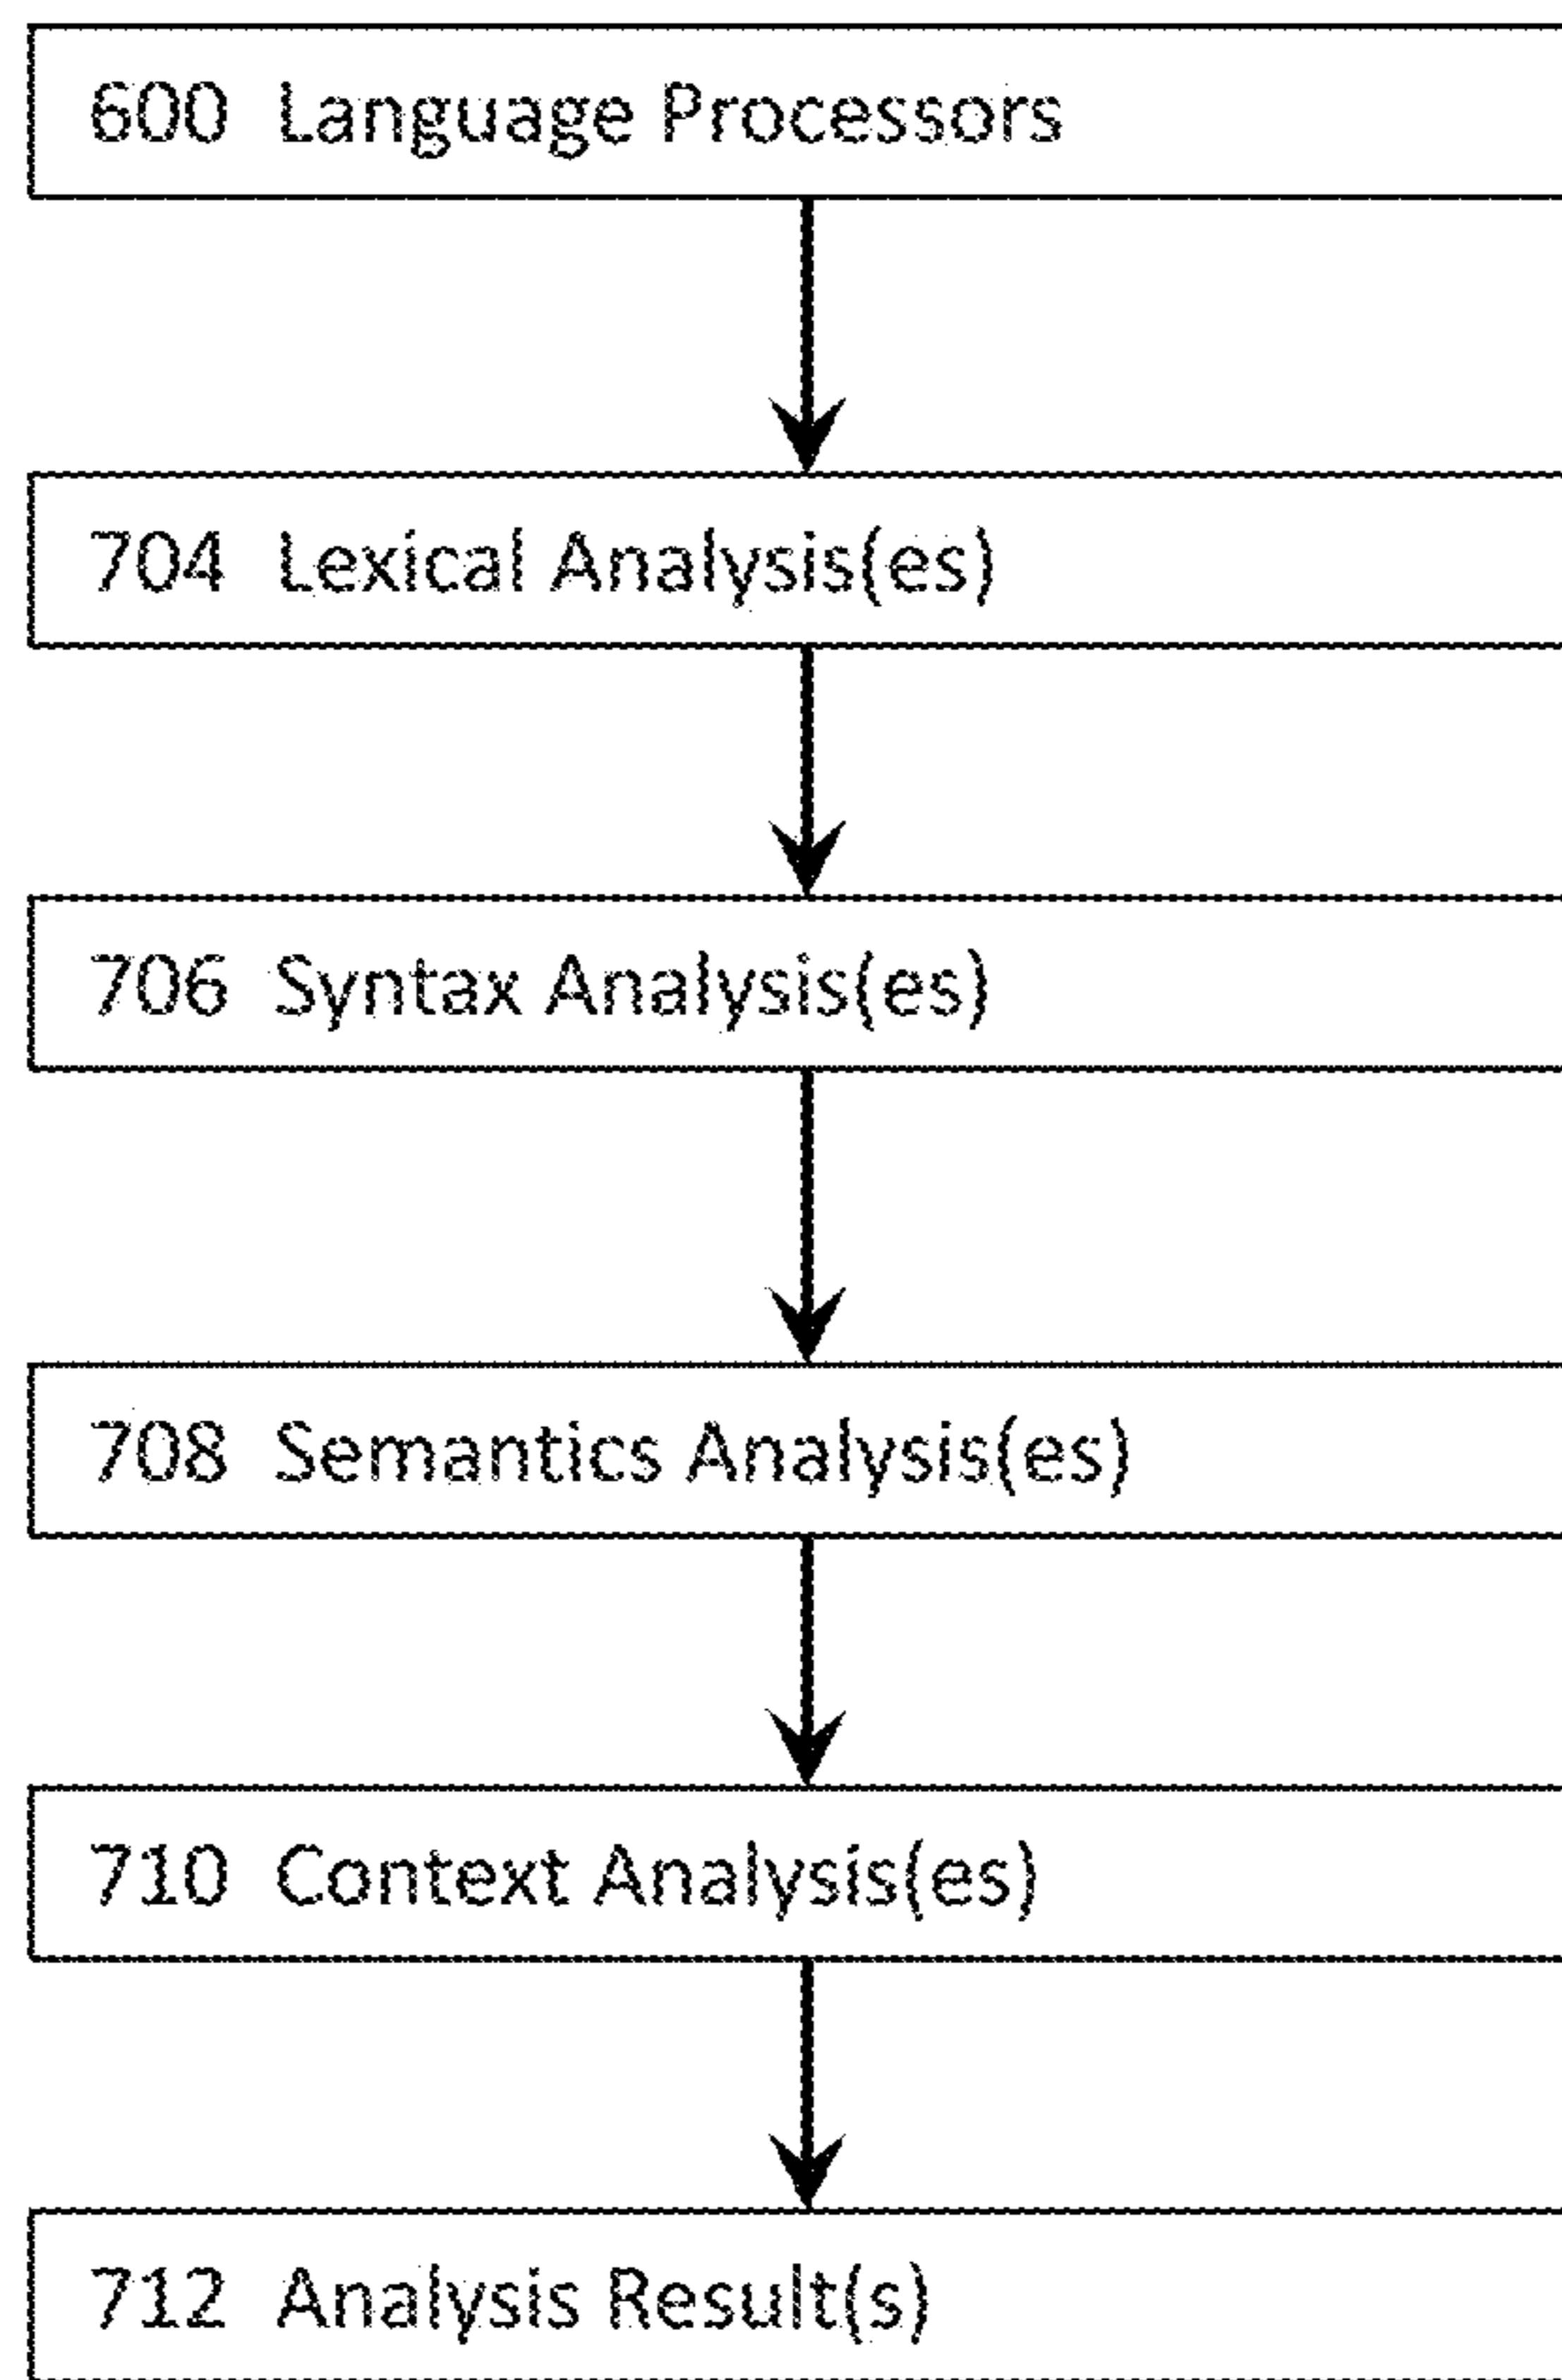 600 Language Processors
704 Lexical Analysis(es)
706 Syntax Analysis(es)
708 Semantics Analysis(es)
710 Context Analysis(es)
712 Analysis Result(s)